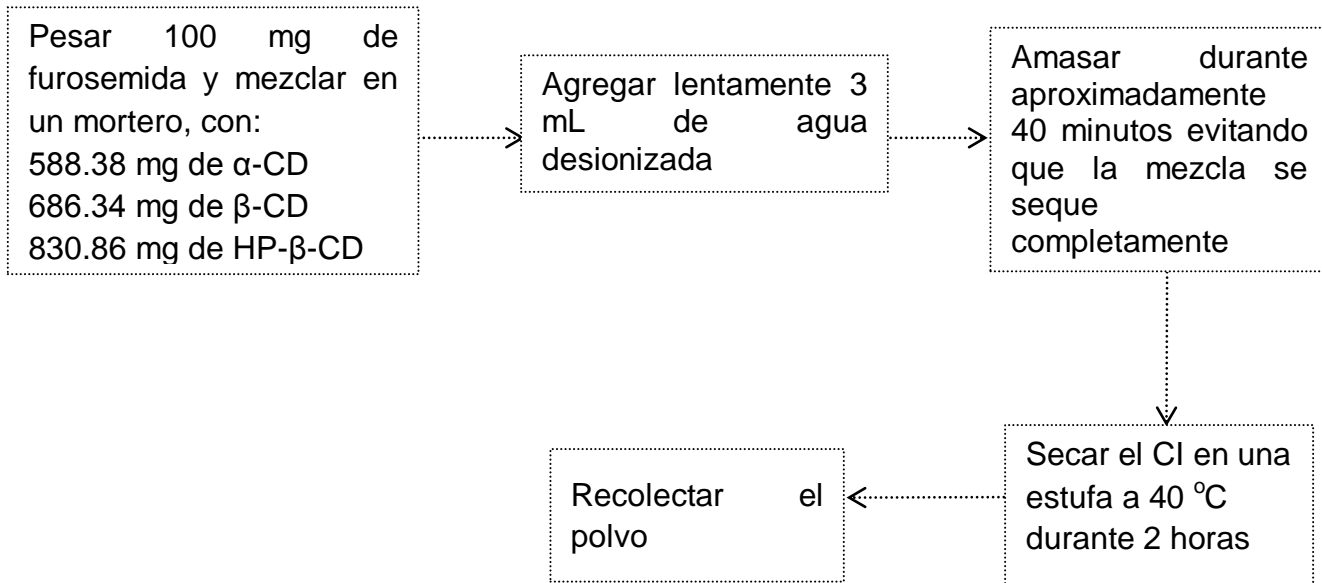 Pesar 100 mg de
furosemida y mezclar en
un mortero, con:
588.38 mg de α-CD
686.34 mg de β-CD
830.86 mg de HP-β-CD
Agregar lentamente 3
mL de agua
desionizada
Amasar durante
aproximadamente
40 minutos evitando
que la mezcla se
seque
completamente
Secar el CI en una
estufa a 40 °C
durante 2 horas
Recolectar el
polvo